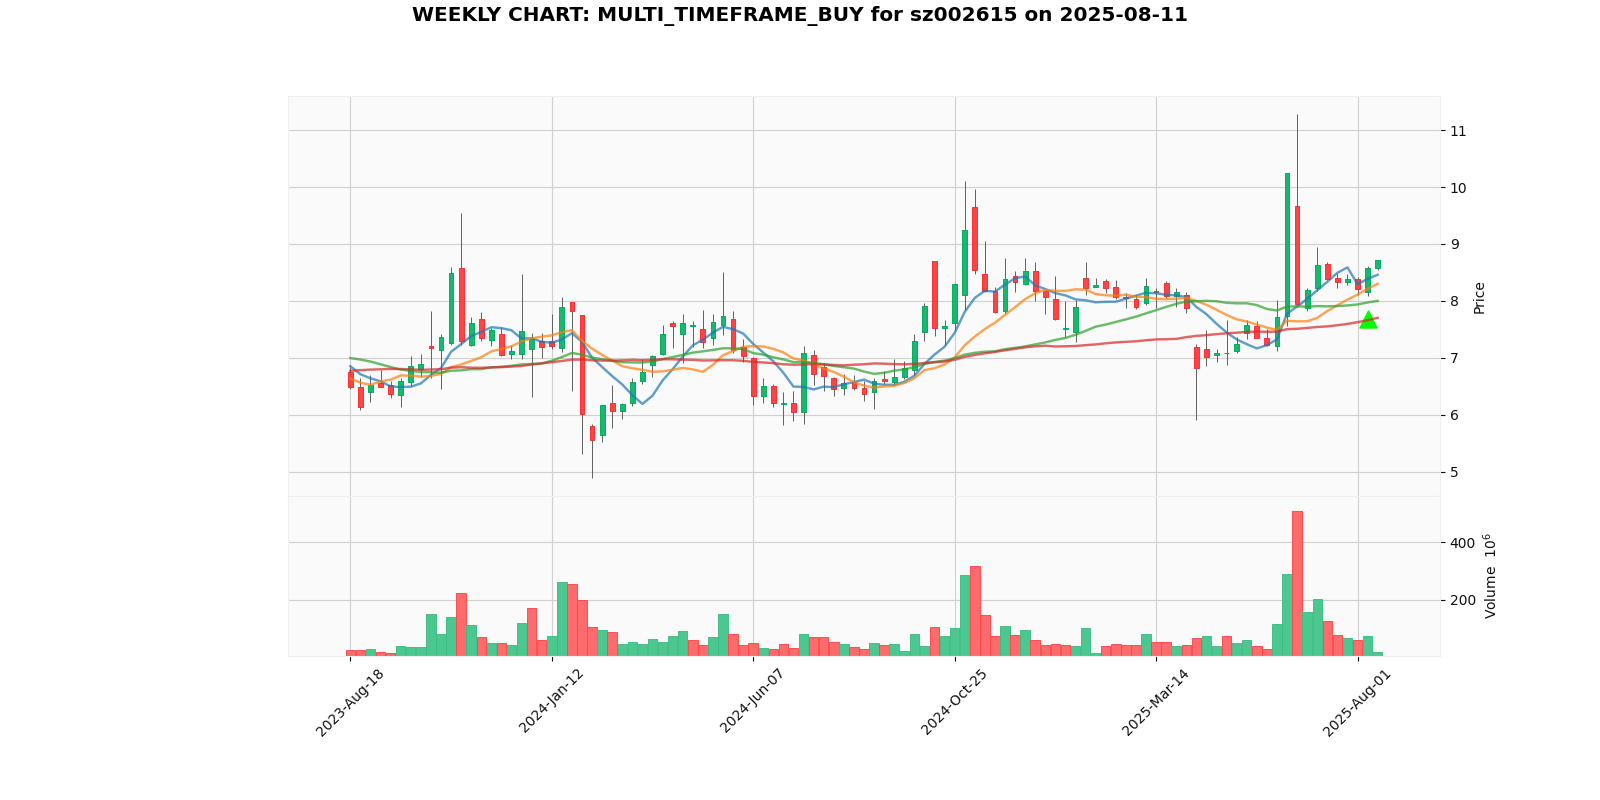 WEEKLY CHART: MULTI_TIMEFRAME_BUY for sz002615 on 2025-08-11
11
10
9
8
7
6
5
Price
400
200
Volume 10⁶
2023-Aug-18
2024-Jan-12
2024-Jun-07
2024-Oct-25
2025-Mar-14
2025-Aug-01